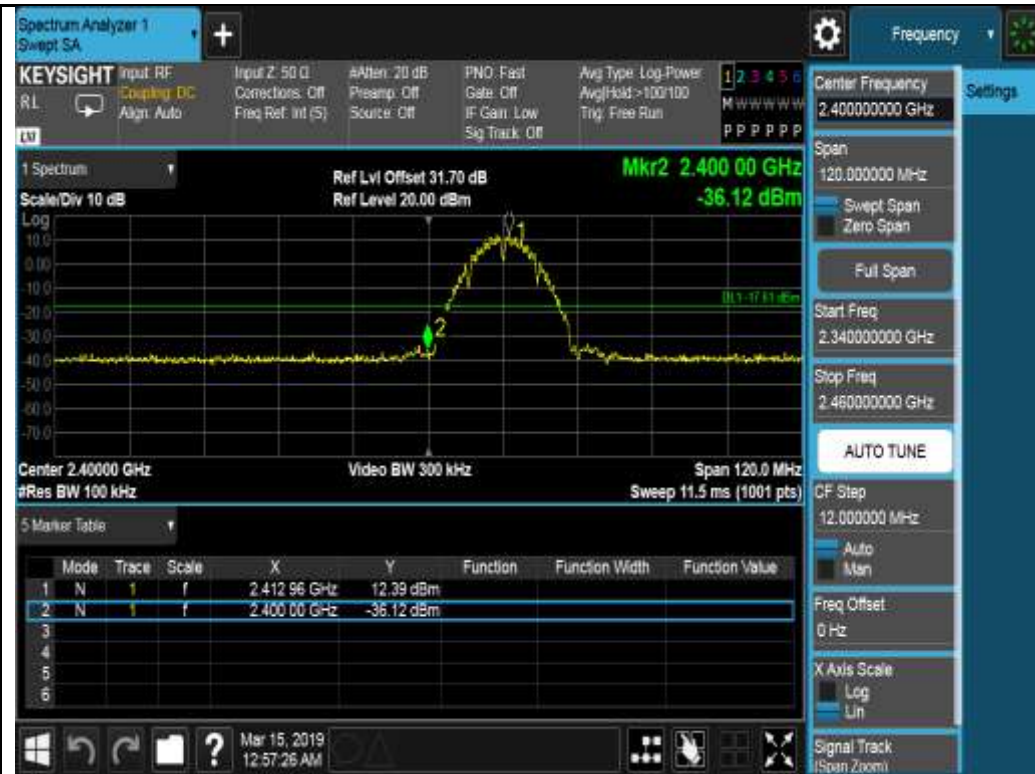 Spectrum Analyzer 1
Swept SA
+
Frequency
KEYSIGHT
RL
LXI
Input: RF
Coupling: DC
Align: Auto
Input Z: 50 Ω
Corrections: Off
Freq Ref: Int (S)
#Atten: 20 dB
Preamp: Off
Source: Off
PNO: Fast
Gate: Off
IF Gain: Low
Sig Track: Off
Avg Type: Log-Power
Avg|Hold:>100/100
Trig: Free Run
1 2 3 4 5 6
M W W W W W
P P P P P P
Center Frequency
2.400000000 GHz
Settings
Span
120.000000 MHz
Swept Span
Zero Span
Full Span
Start Freq
2.340000000 GHz
Stop Freq
2.460000000 GHz
AUTO TUNE
CF Step
12.000000 MHz
Auto
Man
Freq Offset
0 Hz
X Axis Scale
Log
Lin
Signal Track
(Span Zoom)
1 Spectrum
Scale/Div 10 dB
Ref Lvl Offset 31.70 dB
Ref Level 20.00 dBm
Mkr2 2.400 00 GHz
-36.12 dBm
Log
10.0
0.00
-10.0
-20.0
-30.0
-40.0
-50.0
-60.0
-70.0
1
2
DL1 -17.61 dBm
Center 2.40000 GHz
#Res BW 100 kHz
Video BW 300 kHz
Span 120.0 MHz
Sweep 11.5 ms (1001 pts)
5 Marker Table
Mode Trace Scale X Y Function Function Width Function Value
1 N 1 f 2.412 96 GHz 12.39 dBm
2 N 1 f 2.400 00 GHz -36.12 dBm
3
4
5
6
?
Mar 15, 2019
12:57:26 AM